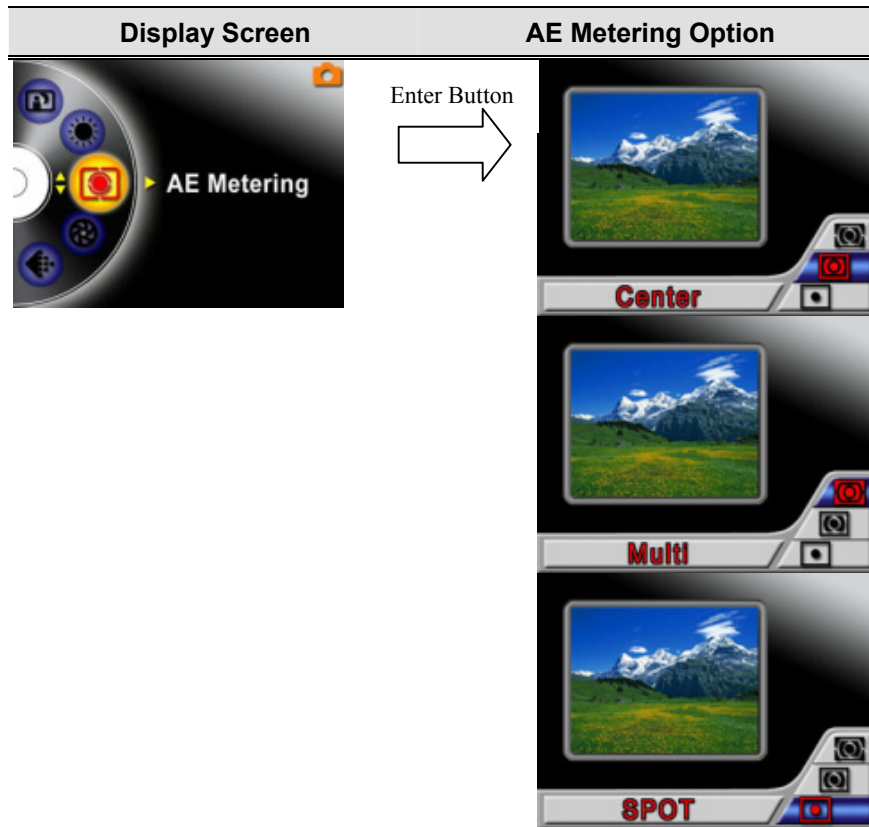 Display Screen
AE Metering Option
Enter Button
AE Metering
Center
Multi
SPOT